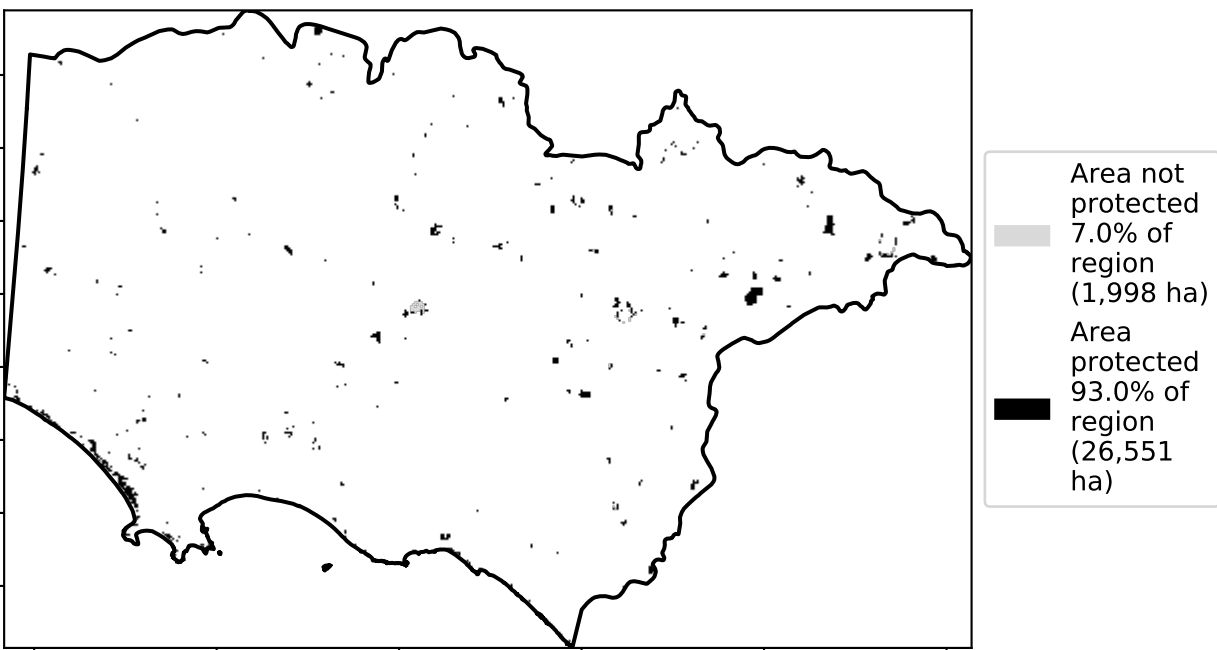 Area not
protected
7.0% of
region
(1,998 ha)
Area
protected
93.0% of
region
(26,551
ha)